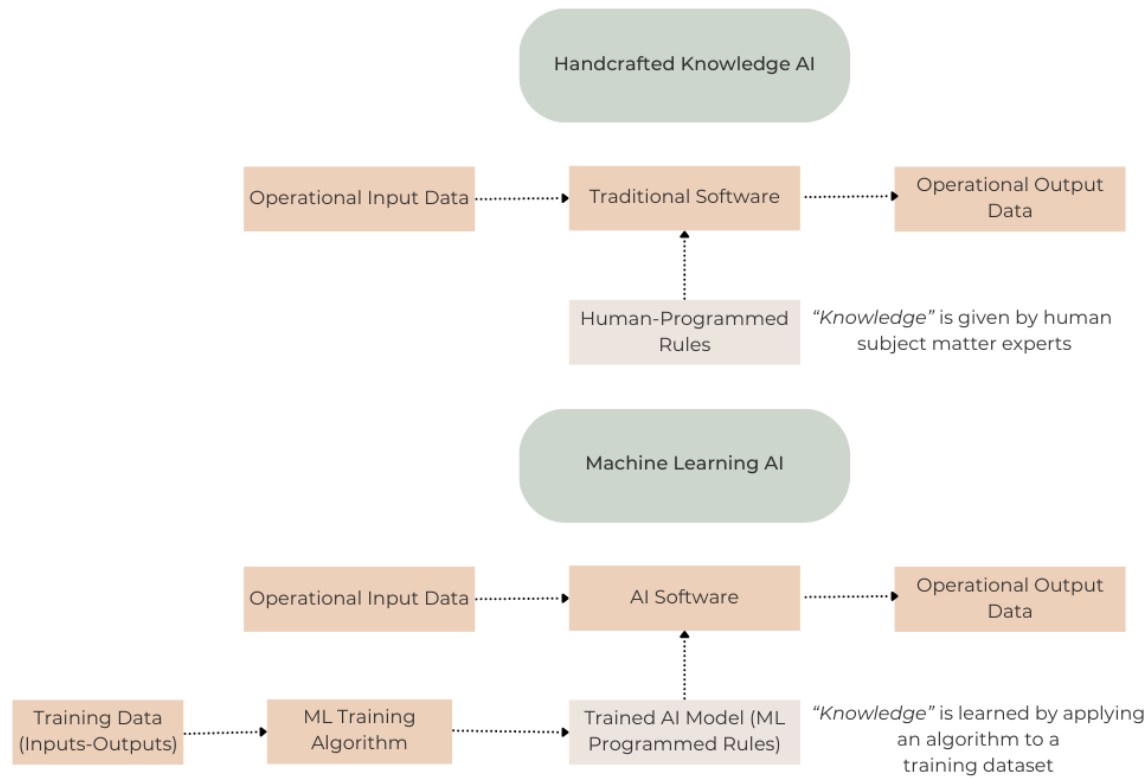 Handcrafted Knowledge AI
Operational Input Data
Traditional Software
Operational Output
Data
Human-Programmed
Rules
“Knowledge” is given by human
subject matter experts
Machine Learning AI
Operational Input Data
AI Software
Operational Output
Data
Training Data
(Inputs-Outputs)
ML Training
Algorithm
Trained AI Model (ML
Programmed Rules)
“Knowledge” is learned by applying
an algorithm to a
training dataset